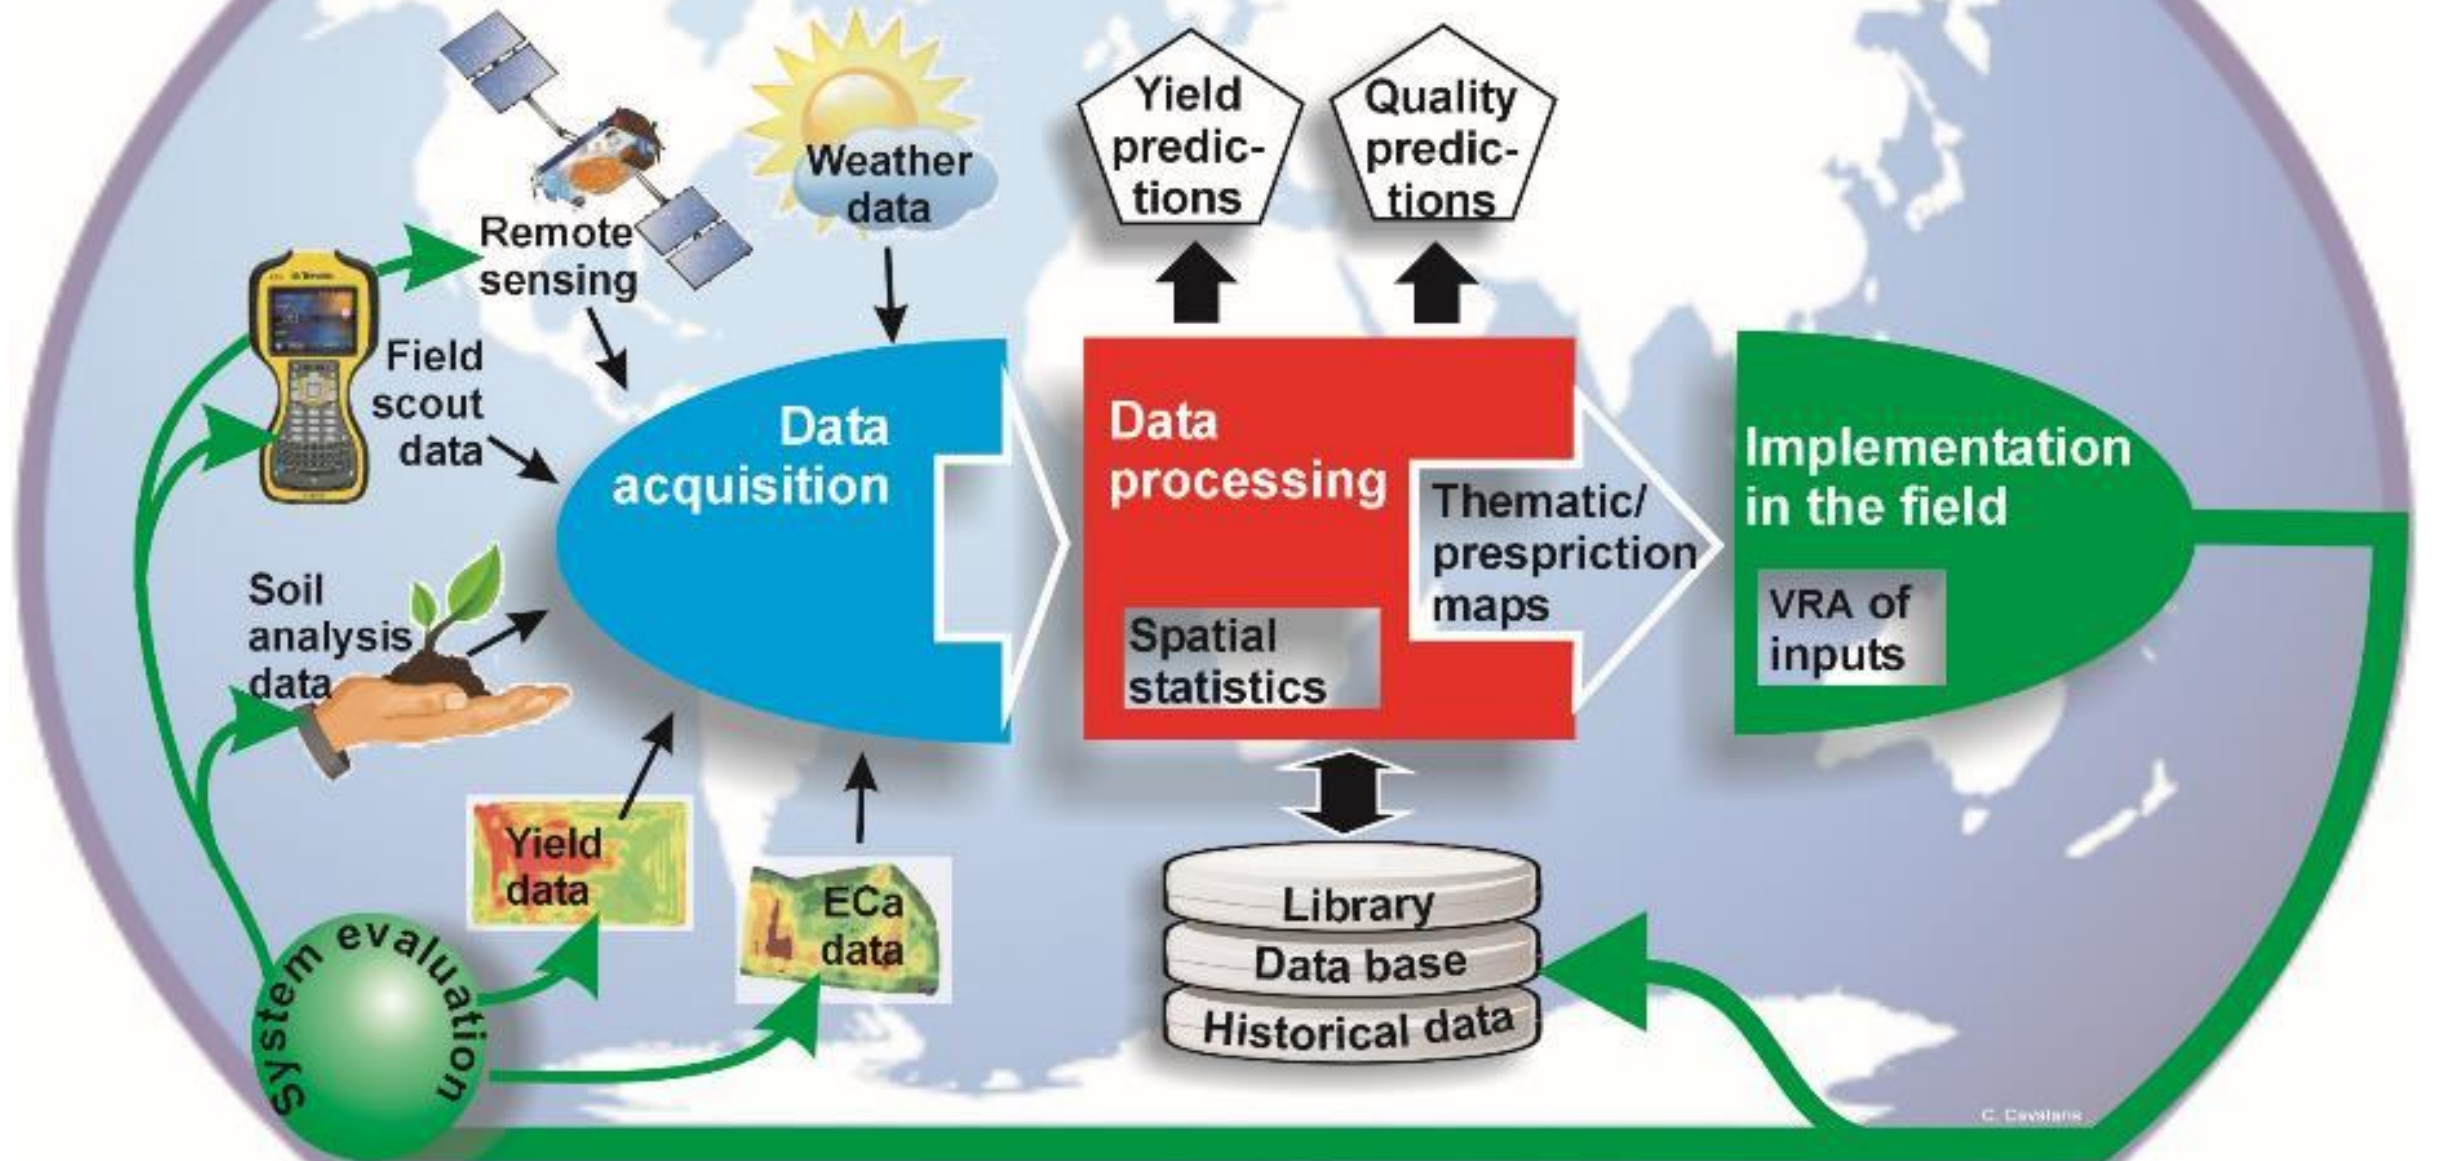 Remote
sensing
Weather
data
Yield
predic-
tions
Quality
predic-
tions
Field
scout
data
Data
acquisition
Data
processing
Thematic/
prespriction
maps
Spatial
statistics
Implementation
in the field
VRA of
inputs
Soil
analysis
data
Yield
data
ECa
data
Library
Data base
Historical data
System evaluation
C. Cavalaris